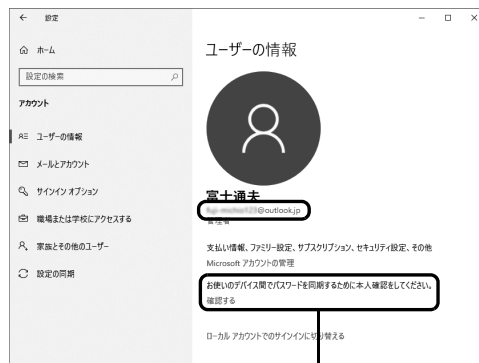 設定
ホーム
設定の検索
アカウント
ユーザーの情報
メールとアカウント
サインイン オプション
職場または学校にアクセスする
家族とその他のユーザー
設定の同期
ユーザーの情報
富士通夫
@outlook.jp
管理者
支払い情報、ファミリー設定、サブスクリプション、セキュリティ設定、その他
Microsoft アカウントの管理
お使いのデバイス間でパスワードを同期するために本人確認をしてください。
確認する
ローカル アカウントでのサインインに切り替える